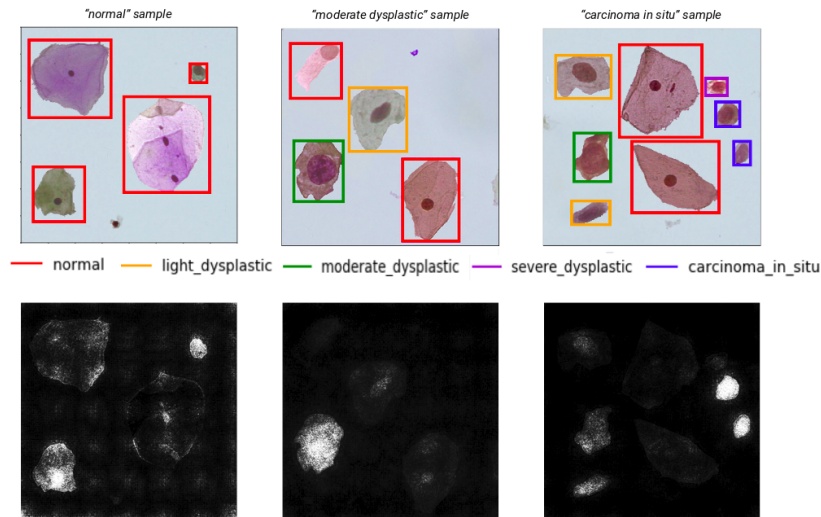 “normal” sample “moderate dysplastic” sample “carcinoma in situ” sample
normal light_dysplastic moderate_dysplastic severe_dysplastic carcinoma_in_situ